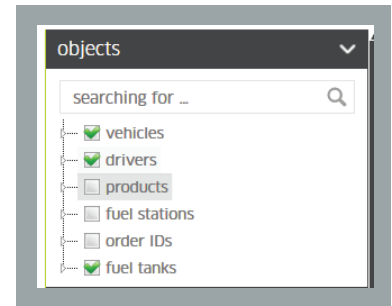 objects
searching for ...
vehicles
drivers
products
fuel stations
order IDs
fuel tanks